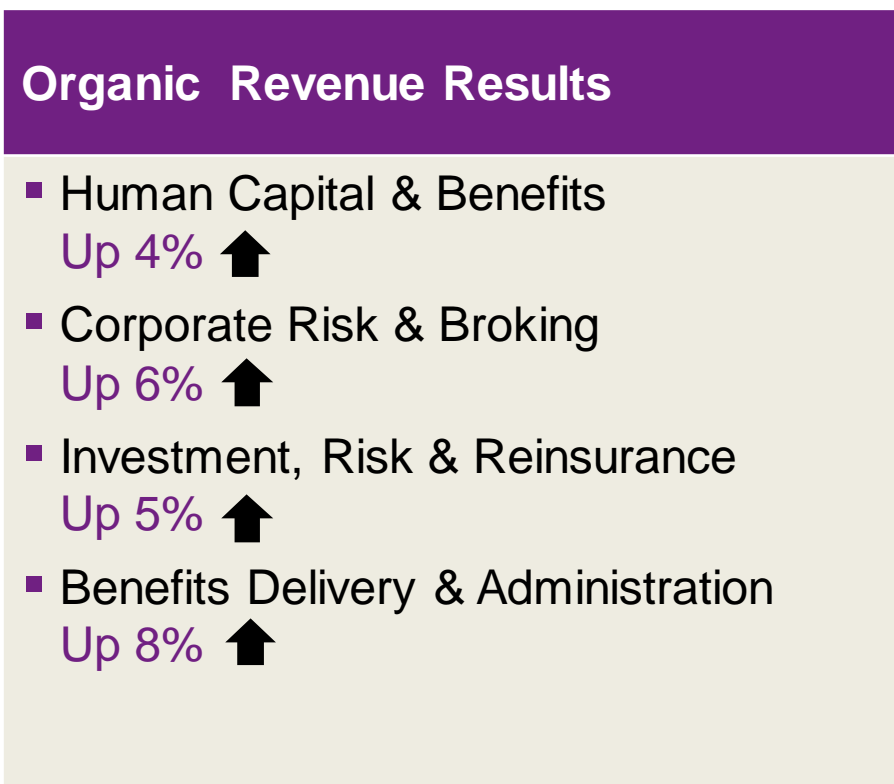 Organic Revenue Results
Human Capital & Benefits
Up 4%
Corporate Risk & Broking
Up 6%
Investment, Risk & Reinsurance
Up 5%
Benefits Delivery & Administration
Up 8%